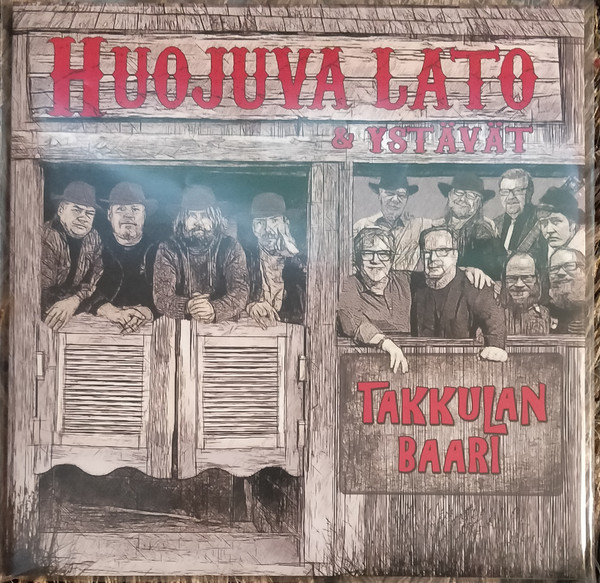 HUOJUVA LATO
& YSTÄVÄT
TAKKULAN
BAARI